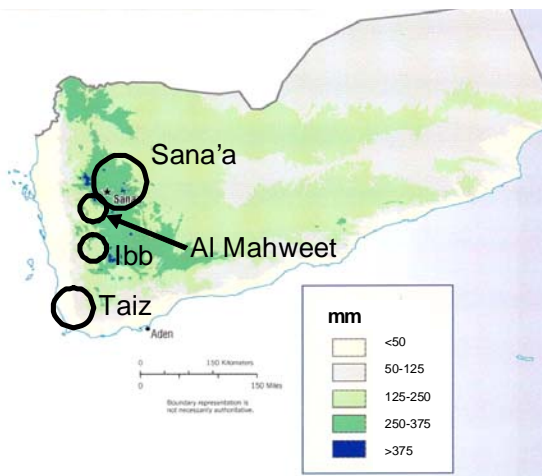 Sana'a
Sana
Al Mahweet
Ibb
Taiz
Aden
0 150 Kilometers
0 150 Miles
Boundary representation is
not necessarily authoritative.
mm
<50
50-125
125-250
250-375
>375